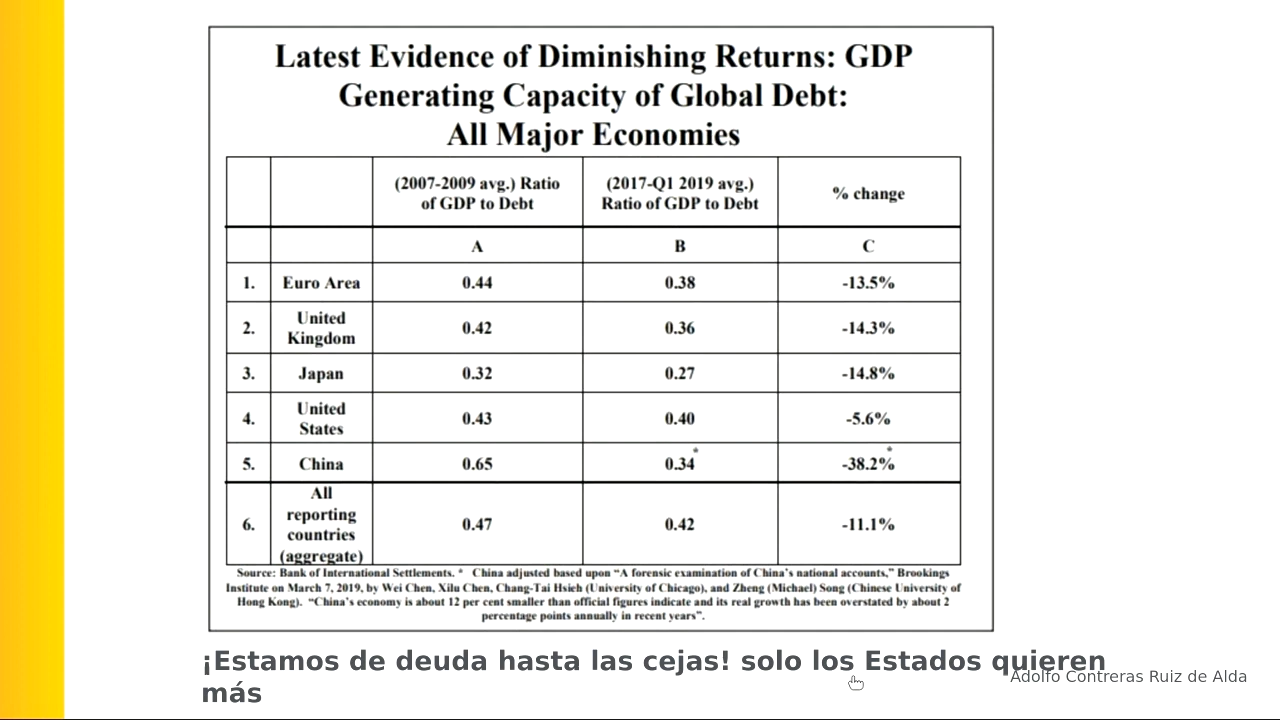 Latest Evidence of Diminishing Returns: GDP
Generating Capacity of Global Debt:
All Major Economies
(2007-2009 avg.) Ratio of GDP to Debt (2017-Q1 2019 avg.) Ratio of GDP to Debt % change
A B C
1. Euro Area 0.44 0.38 -13.5%
2. United Kingdom 0.42 0.36 -14.3%
3. Japan 0.32 0.27 -14.8%
4. United States 0.43 0.40 -5.6%
5. China 0.65 0.34* -38.2%*
6. All reporting countries (aggregate) 0.47 0.42 -11.1%
Source: Bank of International Settlements. * China adjusted based upon “A forensic examination of China’s national accounts,” Brookings
Institute on March 7, 2019, by Wei Chen, Xilu Chen, Chang-Tai Hsieh (University of Chicago), and Zheng (Michael) Song (Chinese University of
Hong Kong). “China’s economy is about 12 per cent smaller than official figures indicate and its real growth has been overstated by about 2
percentage points annually in recent years”.
¡Estamos de deuda hasta las cejas! solo los Estados quieren
más
Adolfo Contreras Ruiz de Alda